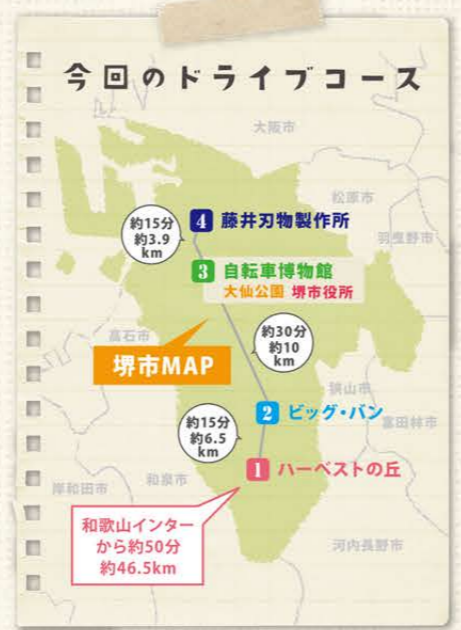 今回のドライブコース
大阪市
松原市
約15分
約3.9
km
4 藤井刃物製作所
羽曳野市
3 自転車博物館
大仙公園 堺市役所
高石市
約30分
約10
km
堺市MAP
狭山市
2 ビッグ・バン
富田林市
約15分
約6.5
km
1 ハーベストの丘
和泉市
岸和田市
和歌山インター
から約50分
約46.5km
河内長野市